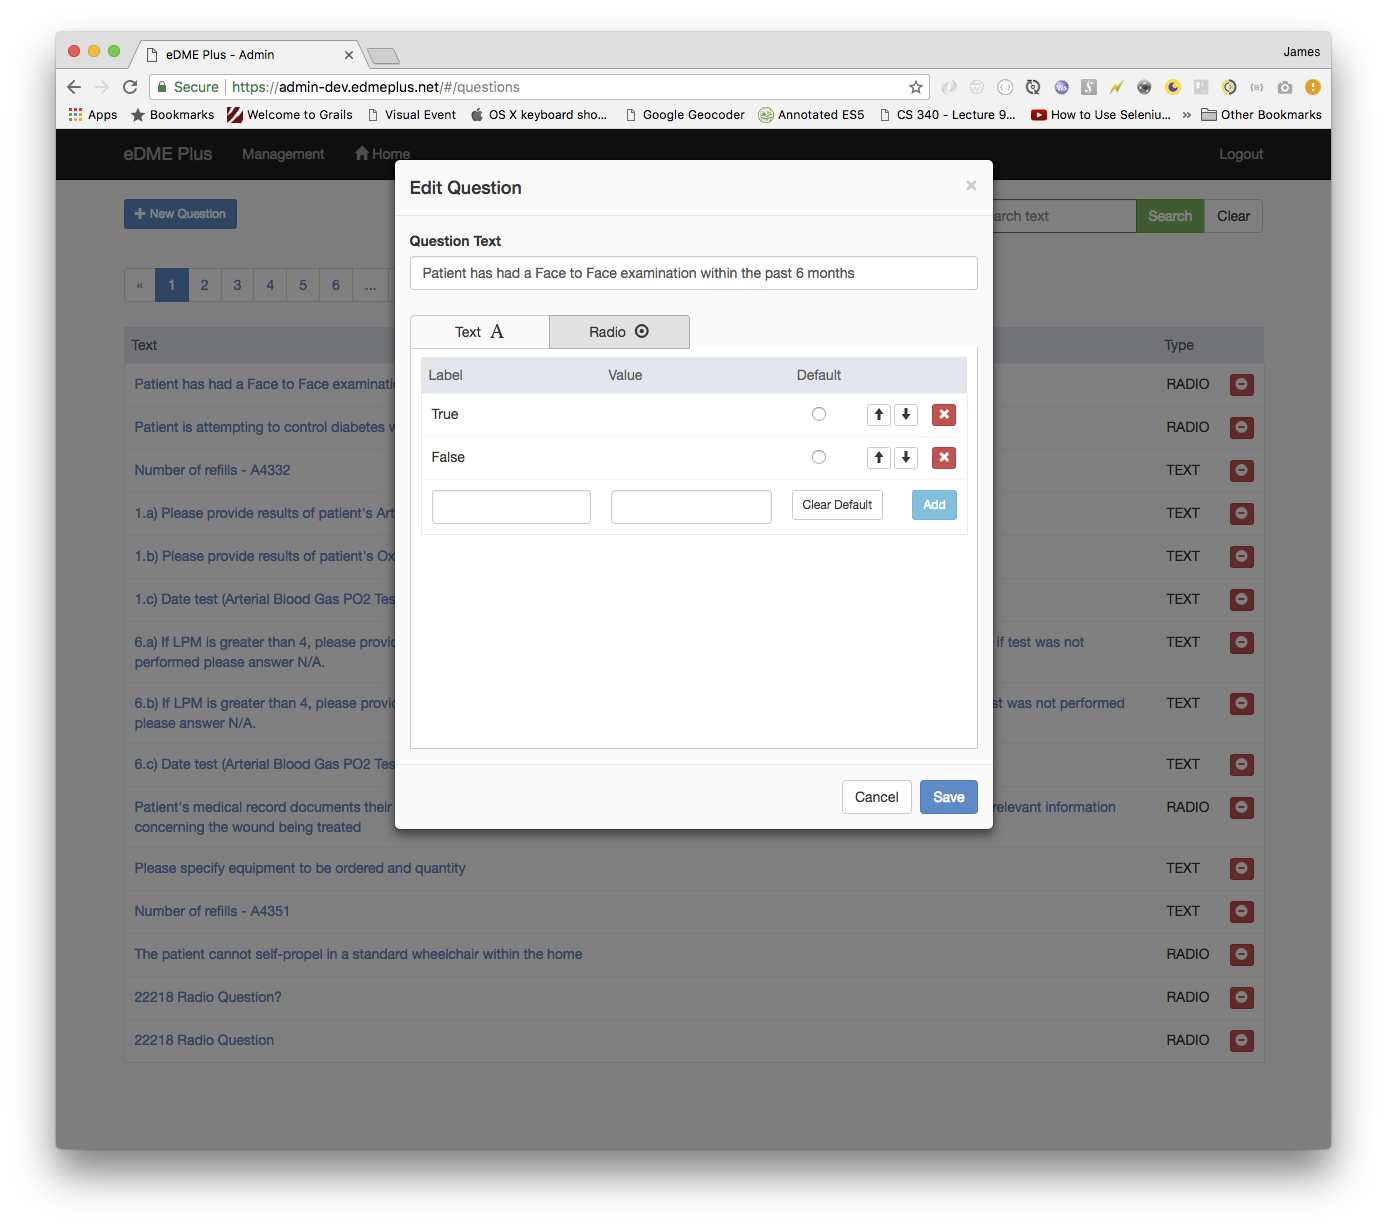 eDME Plus - Admin
James
Secure https://admin-dev.edmeplus.net/#/questions
Apps Bookmarks Welcome to Grails Visual Event OS X keyboard sho... Google Geocoder Annotated ES5 CS 340 - Lecture 9... How to Use Seleniu... » Other Bookmarks
eDME Plus Management Home Logout
New Question
arch text Search Clear
« 1 2 3 4 5 6 ...
Text Type
Patient has had a Face to Face examinati RADIO
Patient is attempting to control diabetes RADIO
Number of refills - A4332 TEXT
1.a) Please provide results of patient's Art TEXT
1.b) Please provide results of patient's Ox TEXT
1.c) Date test (Arterial Blood Gas PO2 Tes TEXT
6.a) If LPM is greater than 4, please provi if test was not TEXT
performed please answer N/A.
6.b) If LPM is greater than 4, please provi st was not performed TEXT
please answer N/A.
6.c) Date test (Arterial Blood Gas PO2 Tes TEXT
Patient's medical record documents their relevant information RADIO
concerning the wound being treated
Please specify equipment to be ordered and quantity TEXT
Number of refills - A4351 TEXT
The patient cannot self-propel in a standard wheelchair within the home RADIO
22218 Radio Question? RADIO
22218 Radio Question RADIO
Edit Question ×
Question Text
Patient has had a Face to Face examination within the past 6 months
Text A Radio
Label Value Default
True
False
Clear Default Add
Cancel Save